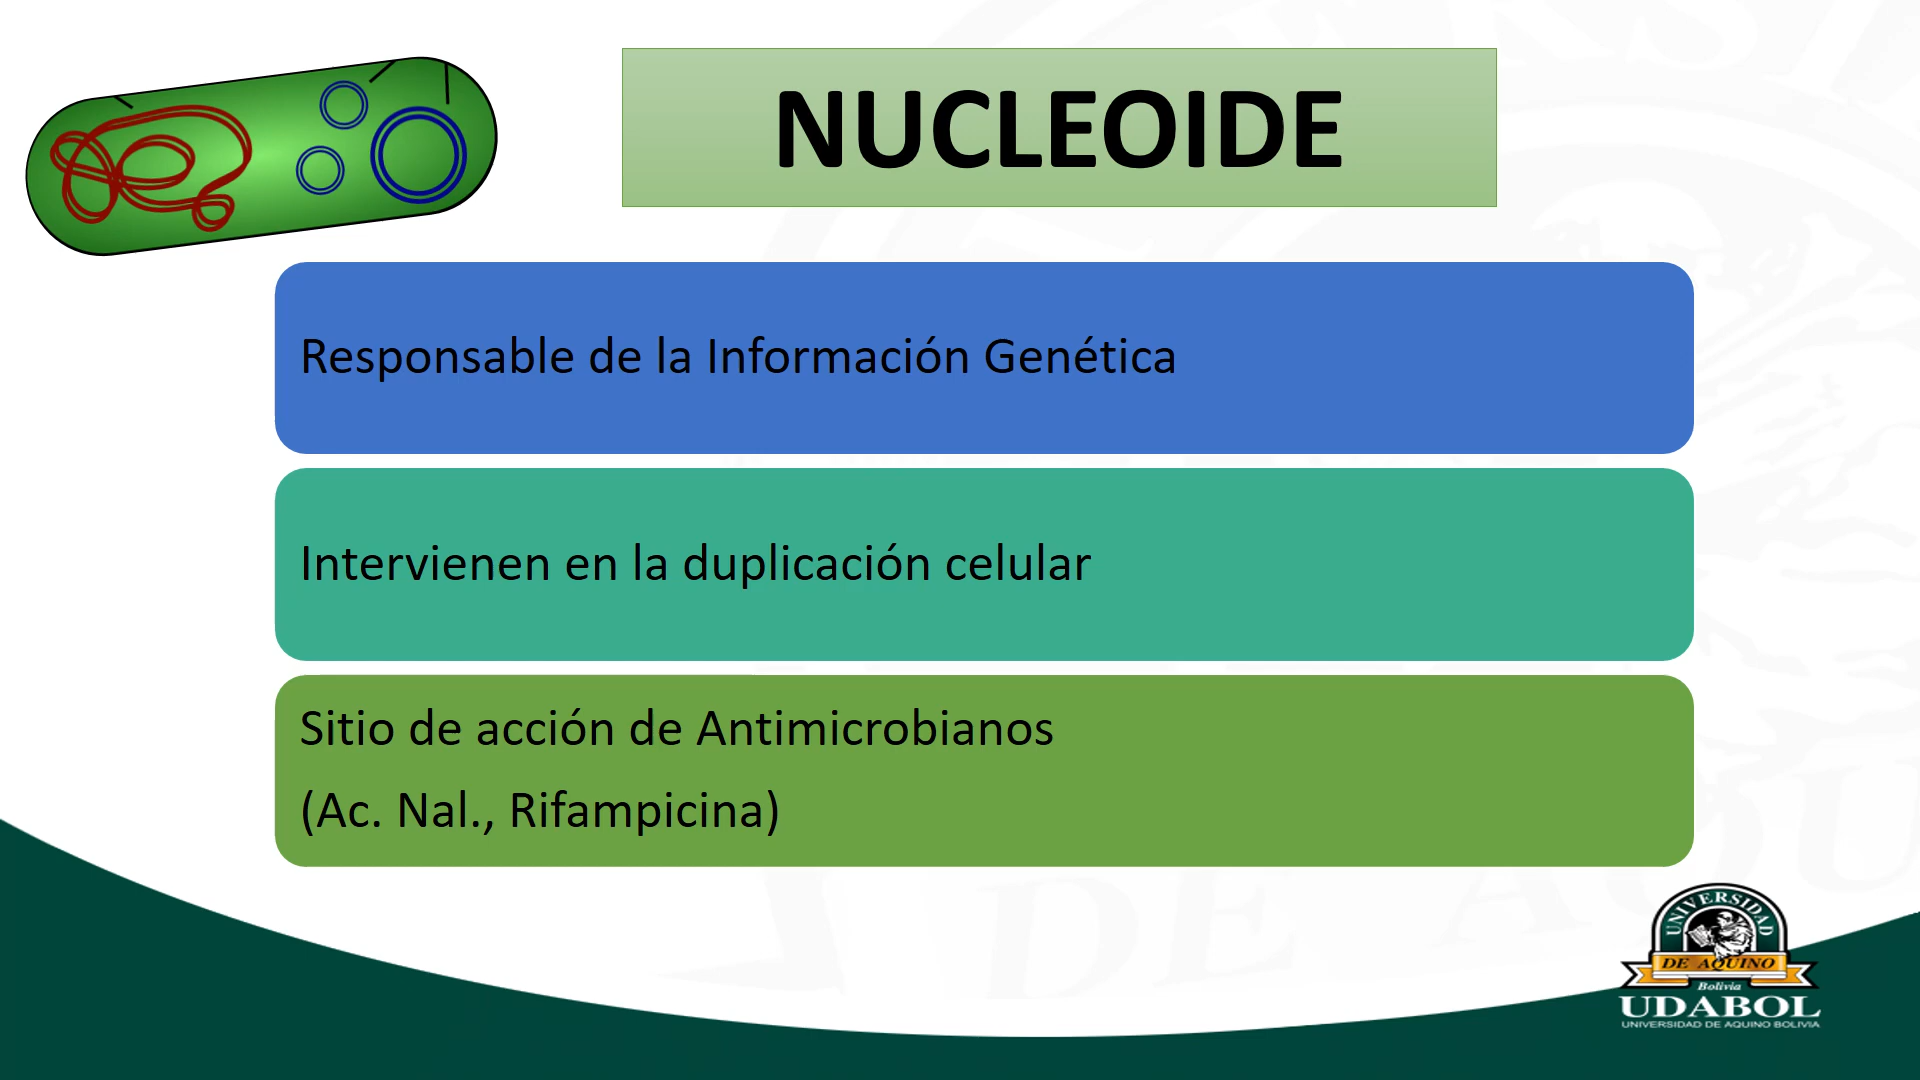 NUCLEOIDE
Responsable de la Información Genética
Intervienen en la duplicación celular
Sitio de acción de Antimicrobianos
(Ac. Nal., Rifampicina)
UNIVERSIDAD
DE AQUINO
Bolivia
UDABOL
UNIVERSIDAD DE AQUINO BOLIVIA